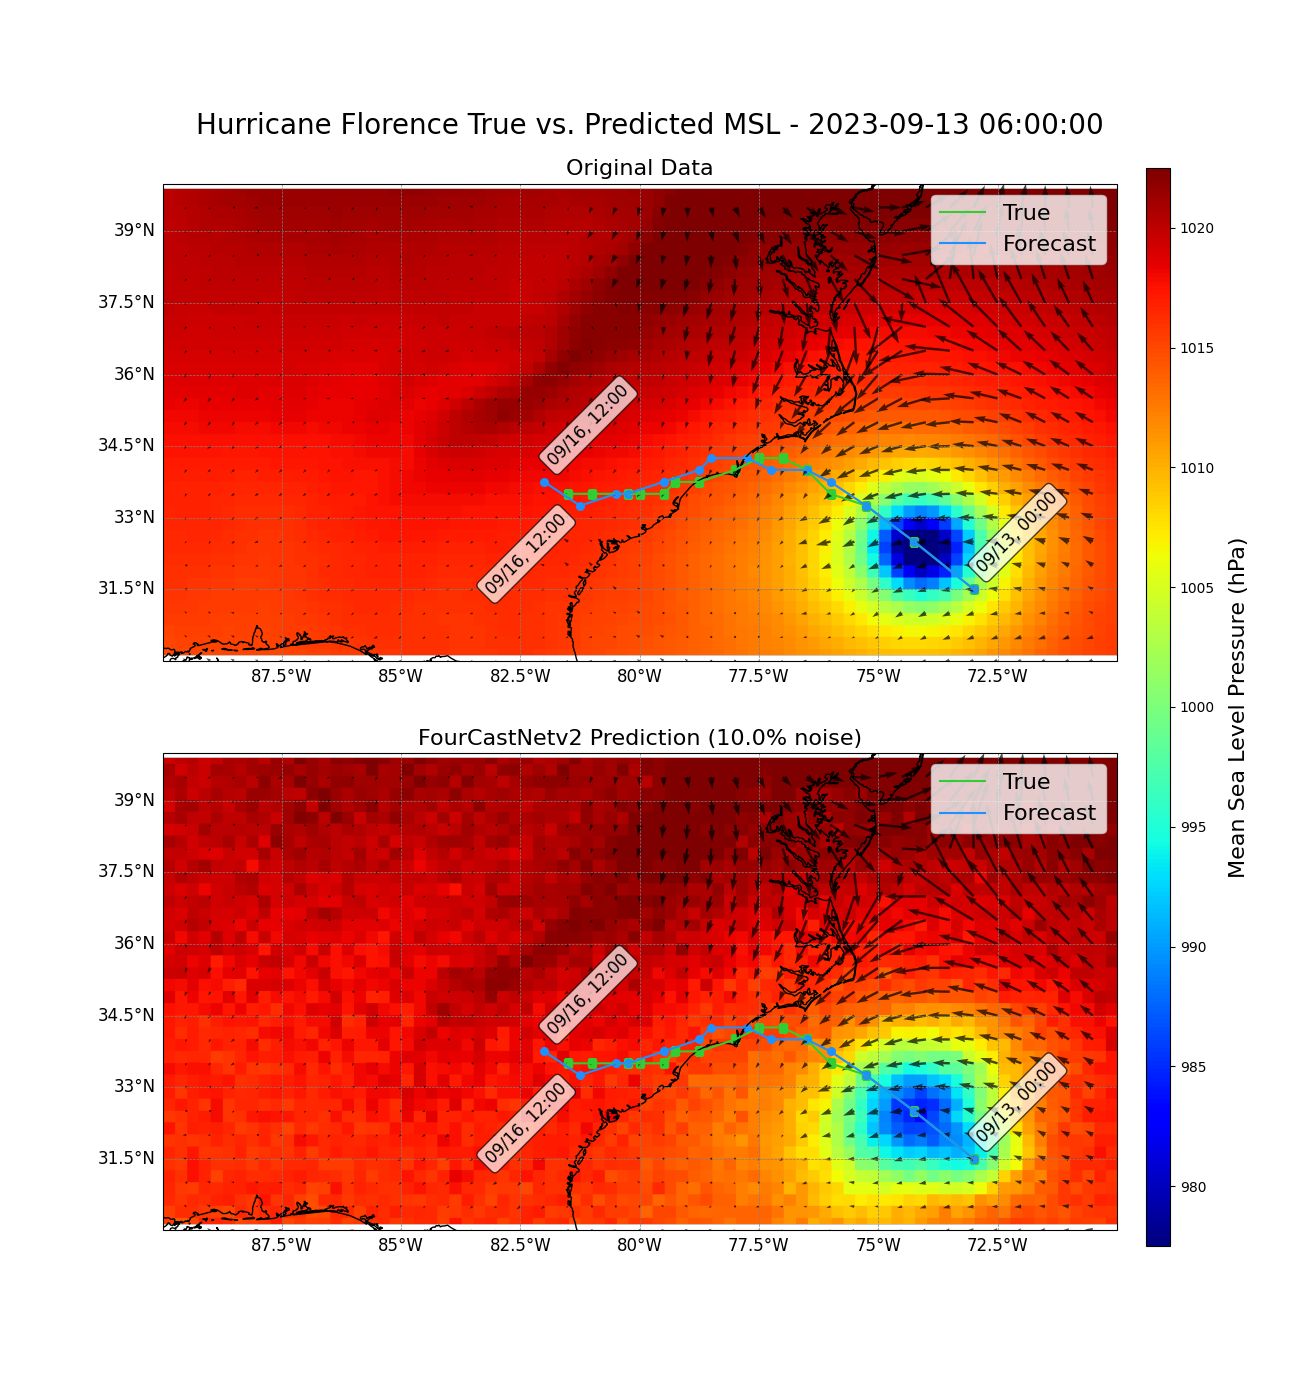 Hurricane Florence True vs. Predicted MSL - 2023-09-13 06:00:00
Original Data
True
Forecast
39°N
37.5°N
36°N
34.5°N
33°N
31.5°N
09/16, 12:00
09/16, 12:00
09/13, 00:00
87.5°W
85°W
82.5°W
80°W
77.5°W
75°W
72.5°W
FourCastNetv2 Prediction (10.0% noise)
True
Forecast
39°N
37.5°N
36°N
34.5°N
33°N
31.5°N
09/16, 12:00
09/16, 12:00
09/13, 00:00
87.5°W
85°W
82.5°W
80°W
77.5°W
75°W
72.5°W
1020
1015
1010
1005
1000
995
990
985
980
Mean Sea Level Pressure (hPa)